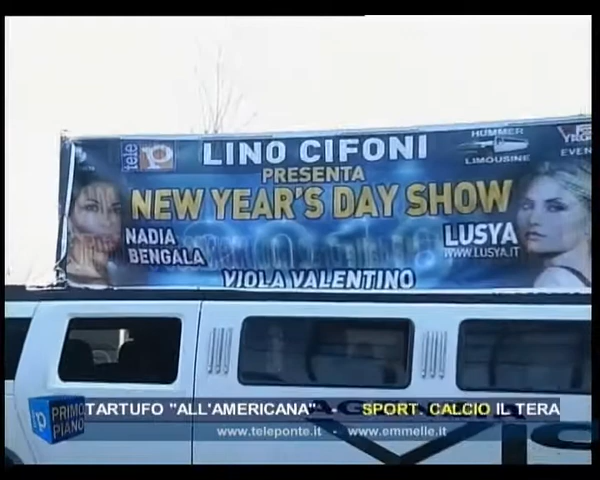 tele P
LINO CIFONI
PRESENTA
HUMMER
LIMOUSINE
EVEN
NEW YEAR'S DAY SHOW
NADIA
BENGALA
LUSYA
WWW.LUSYA.IT
VIOLA VALENTINO
PRIMO
PIANO
TARTUFO "ALL'AMERICANA" - SPORT. CALCIO IL TERA
www.teleponte.it - www.emmelle.it